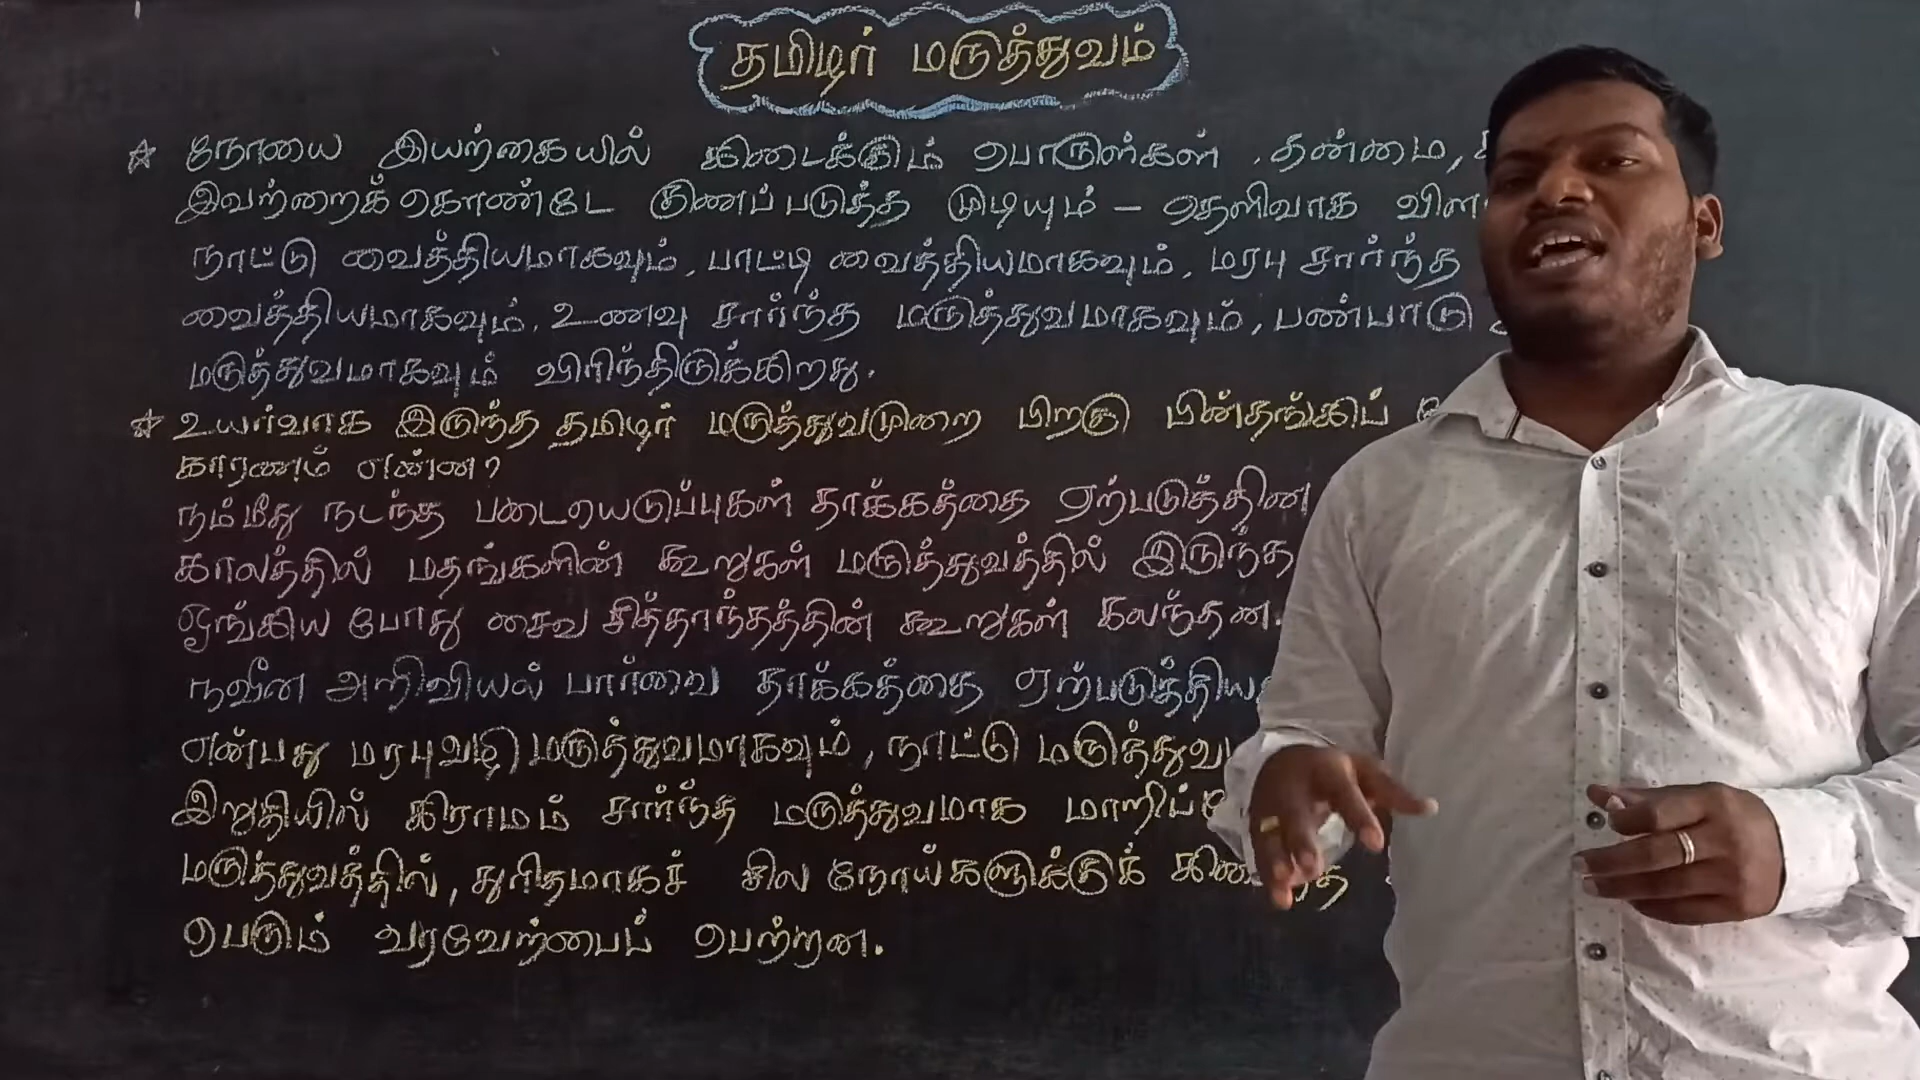 தமிழர் மருத்துவம்
☆ நோயை இயற்கையில் கிடைக்கும் பொருள்கள், தன்மை,
இவற்றைக் கொண்டே குணப்படுத்த முடியும் – தெளிவாக
நாட்டு வைத்தியமாகவும், பாட்டி வைத்தியமாகவும், மரபு சார்ந்த
வைத்தியமாகவும், உணவு சார்ந்த மருத்துவமாகவும், பண்பாடு
மருத்துவமாகவும் விரிந்திருக்கிறது.
☆ உயர்வாக இருந்த தமிழர் மருத்துவமுறை பிறகு பின்தங்கிப்
காரணம் என்ன?
நம்மீது நடந்த படையெடுப்புகள் தாக்கத்தை ஏற்படுத்தின
காலத்தில் மதங்களின் கூறுகள் மருத்துவத்தில் இருந்த
ஓங்கிய போது சைவ சித்தாந்தத்தின் கூறுகள் கலந்தன.
நவீன அறிவியல் பார்வை தாக்கத்தை
என்பது மரபுவழி மருத்துவமாகவும், நாட்டு
இறுதியில் கிராமம் சார்ந்த மருத்துவமாக
மருத்துவத்தில், துரிதமாகச் சில நோய்களுக்குக்
பெரும் வரவேற்பைப் பெற்றன.